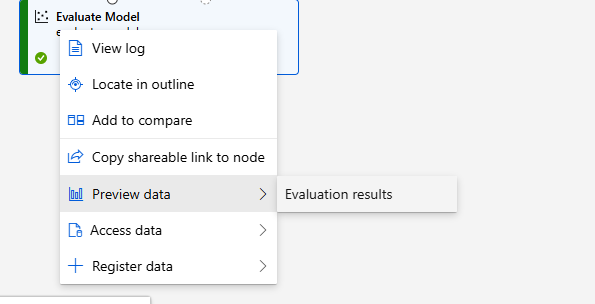 Evaluate Model
View log
Locate in outline
Add to compare
Copy shareable link to node
Preview data
Evaluation results
Access data
Register data